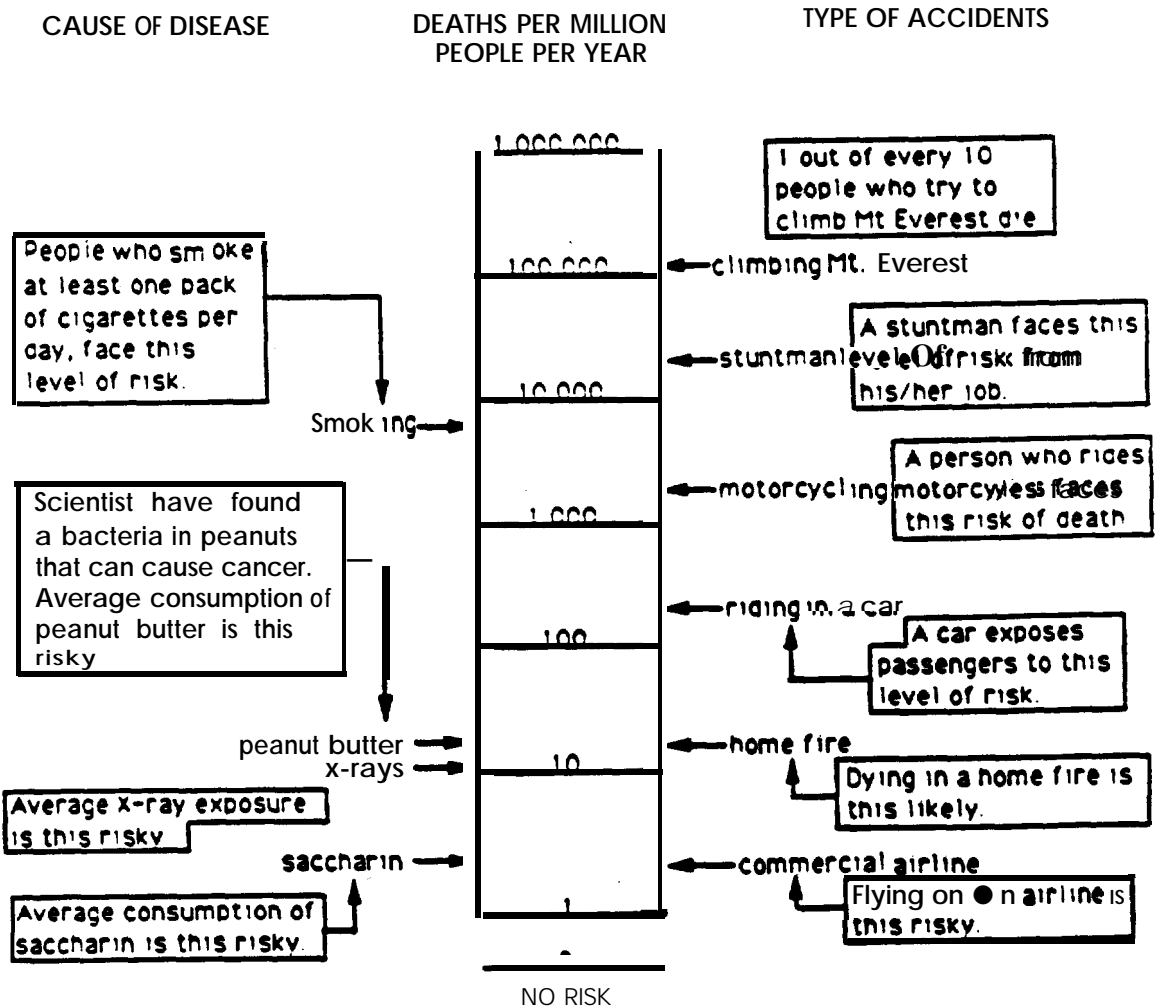 CAUSE OF DISEASE
DEATHS PER MILLION
PEOPLE PER YEAR
TYPE OF ACCIDENTS
1,000,000
1 out of every 10
people who try to
climb Mt Everest die
People who smoke
at least one pack
of cigarettes per
day, face this
level of risk.
100,000
climbing Mt. Everest
A stuntman faces this
stuntman level of risk from
his/her job.
10,000
Smoking
A person who rides
motorcycling motorcycles faces
this risk of death
1,000
Scientist have found
a bacteria in peanuts
that can cause cancer.
Average consumption of
peanut butter is this
risky
riding in a car
100
A car exposes
passengers to this
level of risk.
peanut butter
x-rays
home fire
10
Dying in a home fire is
this likely.
Average X-ray exposure
is this risky
saccharin
commercial airline
Average consumption of
saccharin is this risky.
1
Flying on n airline is
this risky.
NO RISK